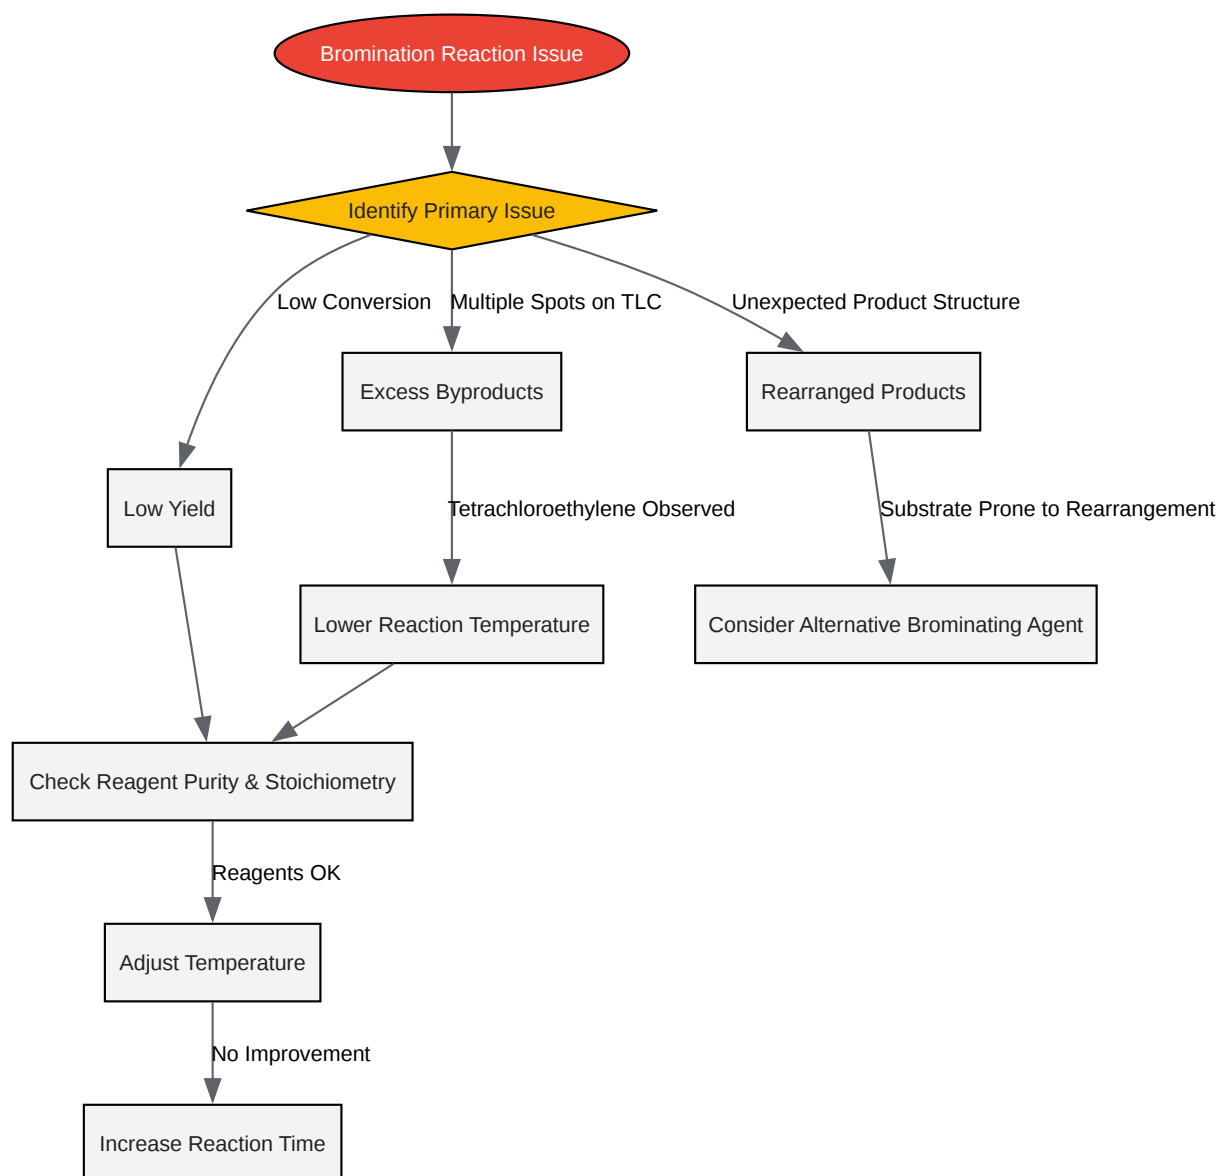 Bromination Reaction Issue
Identify Primary Issue
Low Conversion
Multiple Spots on TLC
Unexpected Product Structure
Excess Byproducts
Rearranged Products
Low Yield
Tetrachloroethylene Observed
Substrate Prone to Rearrangement
Lower Reaction Temperature
Consider Alternative Brominating Agent
Check Reagent Purity & Stoichiometry
Reagents OK
Adjust Temperature
No Improvement
Increase Reaction Time